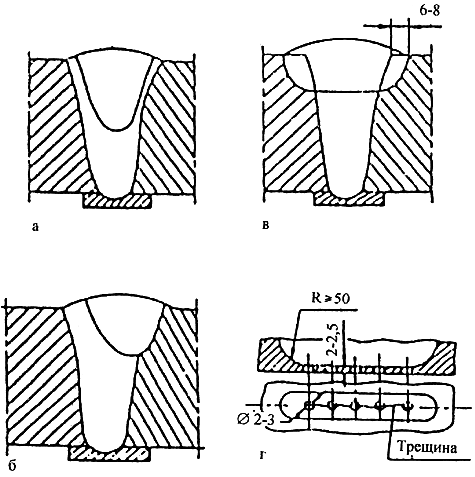 6-8
а
в
R ⩾ 50
2-2,5
Ø 2-3
Трещина
б
г